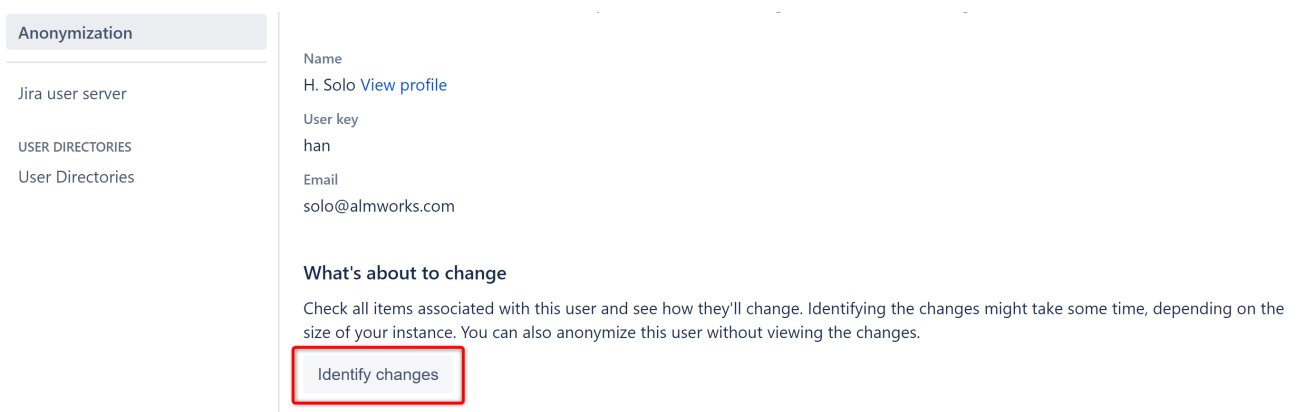 Anonymization
Jira user server
USER DIRECTORIES
User Directories
Name
H. Solo View profile
User key
han
Email
solo@almworks.com
What's about to change
Check all items associated with this user and see how they'll change. Identifying the changes might take some time, depending on the
size of your instance. You can also anonymize this user without viewing the changes.
Identify changes